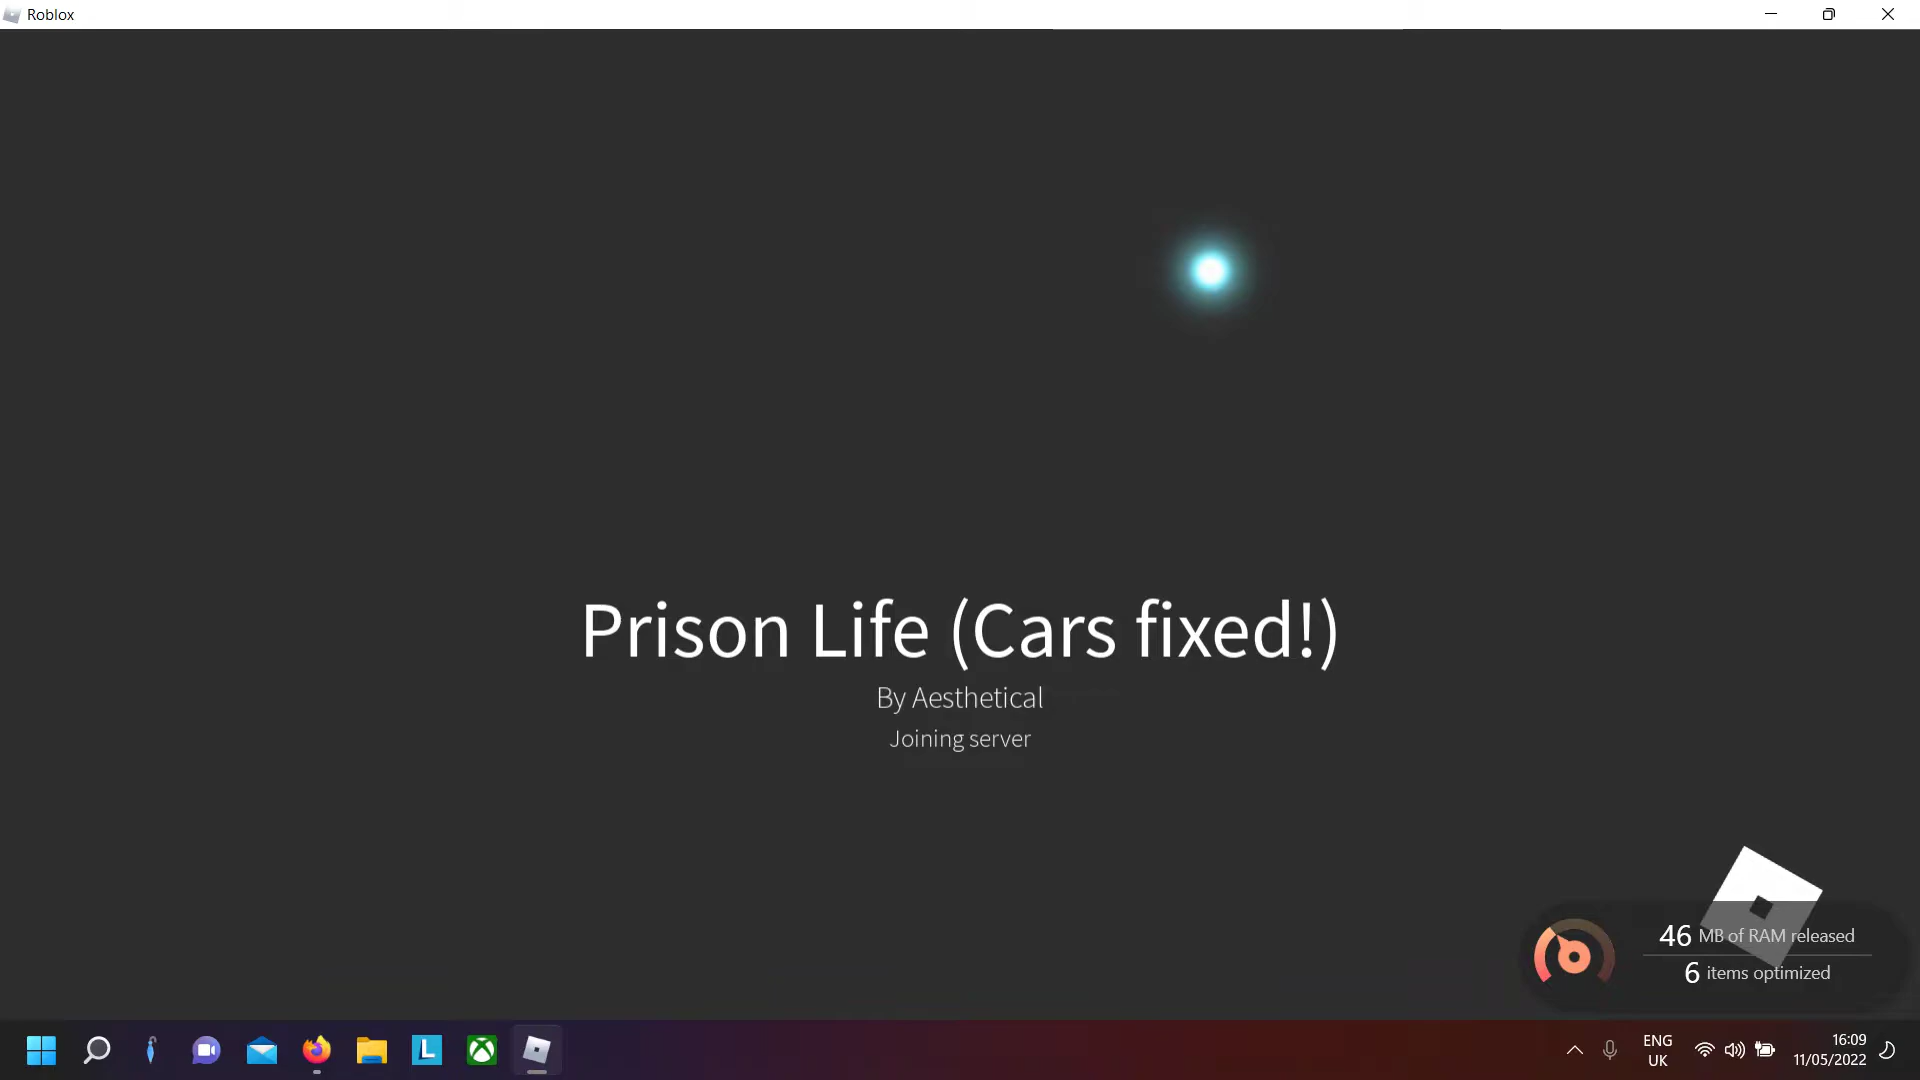 Roblox
Prison Life (Cars fixed!)
By Aesthetical
Joining server
46 MB of RAM released
6 items optimized
L
ENG
UK
16:09
11/05/2022